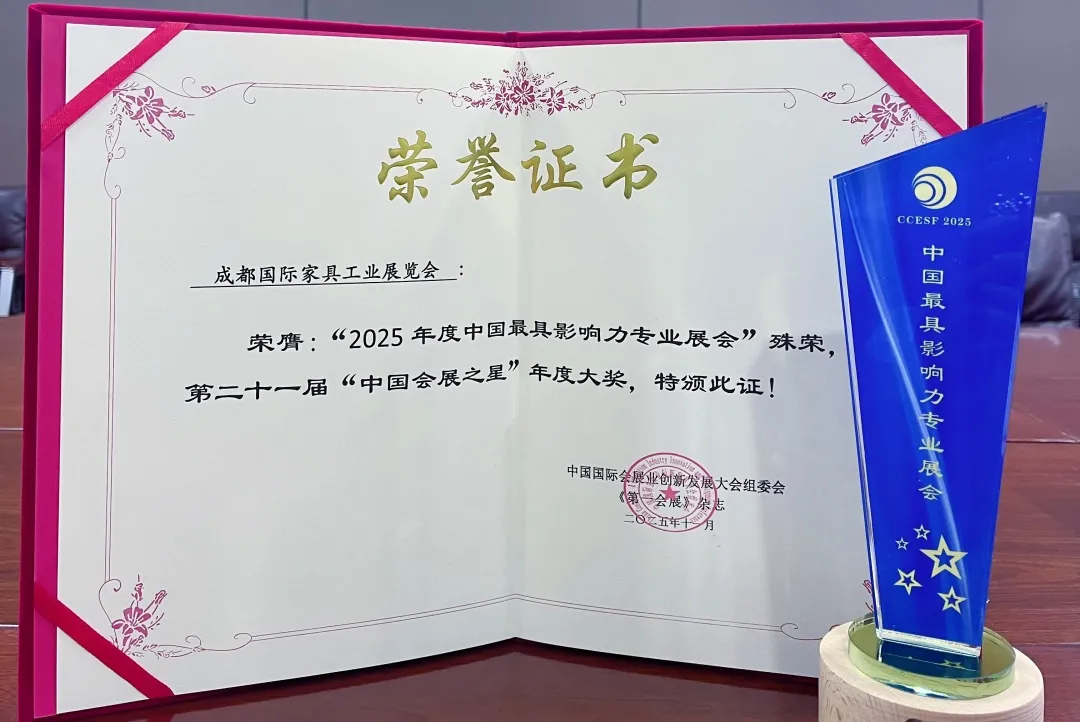 荣誉证书
成都国际家具工业展览会：
荣膺：“2025年度中国最具影响力专业展会”殊荣，
第二十一届“中国会展之星”年度大奖，特颁此证！
中国国际会展业创新发展大会组委会
《第一会展》杂志
二〇二五年十一月
CCESF 2025
中国最具影响力专业展会